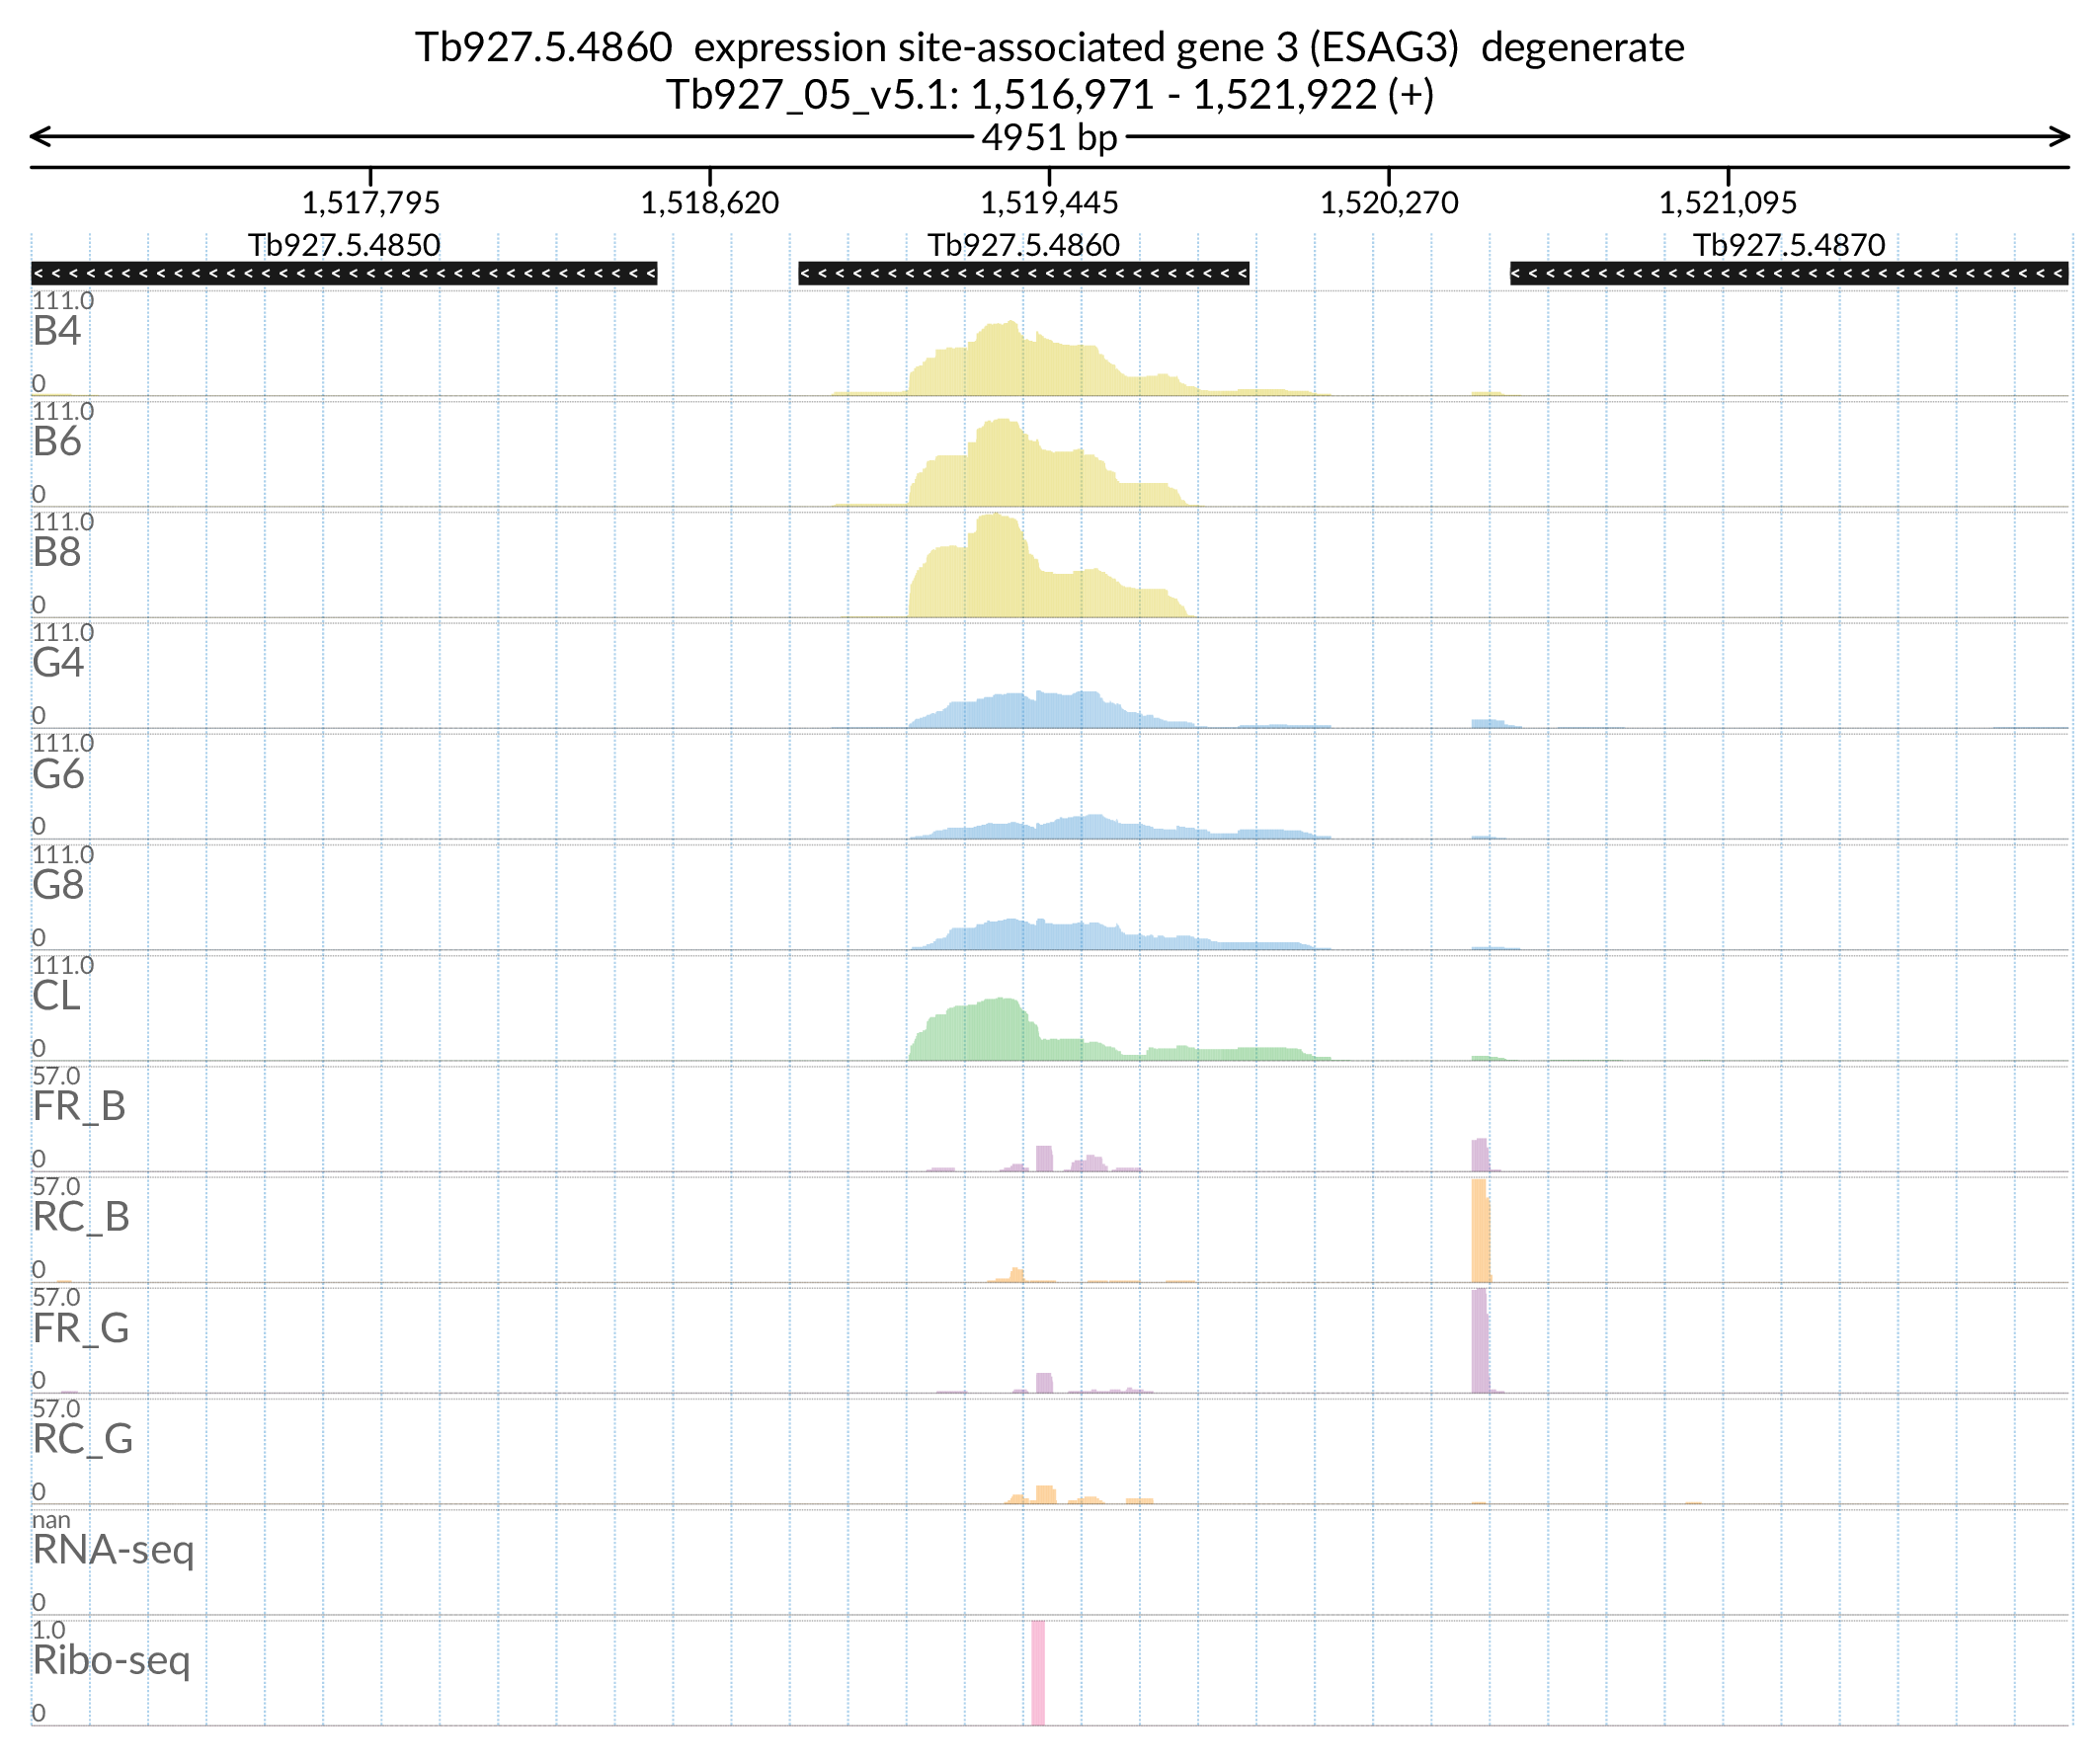 Tb927.5.4860  expression site-associated gene 3 (ESAG3)  degenerate
Tb927_05_v5.1: 1,516,971 - 1,521,922 (+)
4951 bp
1,517,795 1,518,620 1,519,445 1,520,270 1,521,095
Tb927.5.4850 Tb927.5.4860 Tb927.5.4870
111.0
B4
0
111.0
B6
0
111.0
B8
0
111.0
G4
0
111.0
G6
0
111.0
G8
0
111.0
CL
0
57.0
FR_B
0
57.0
RC_B
0
57.0
FR_G
0
57.0
RC_G
0
nan
RNA-seq
0
1.0
Ribo-seq
0